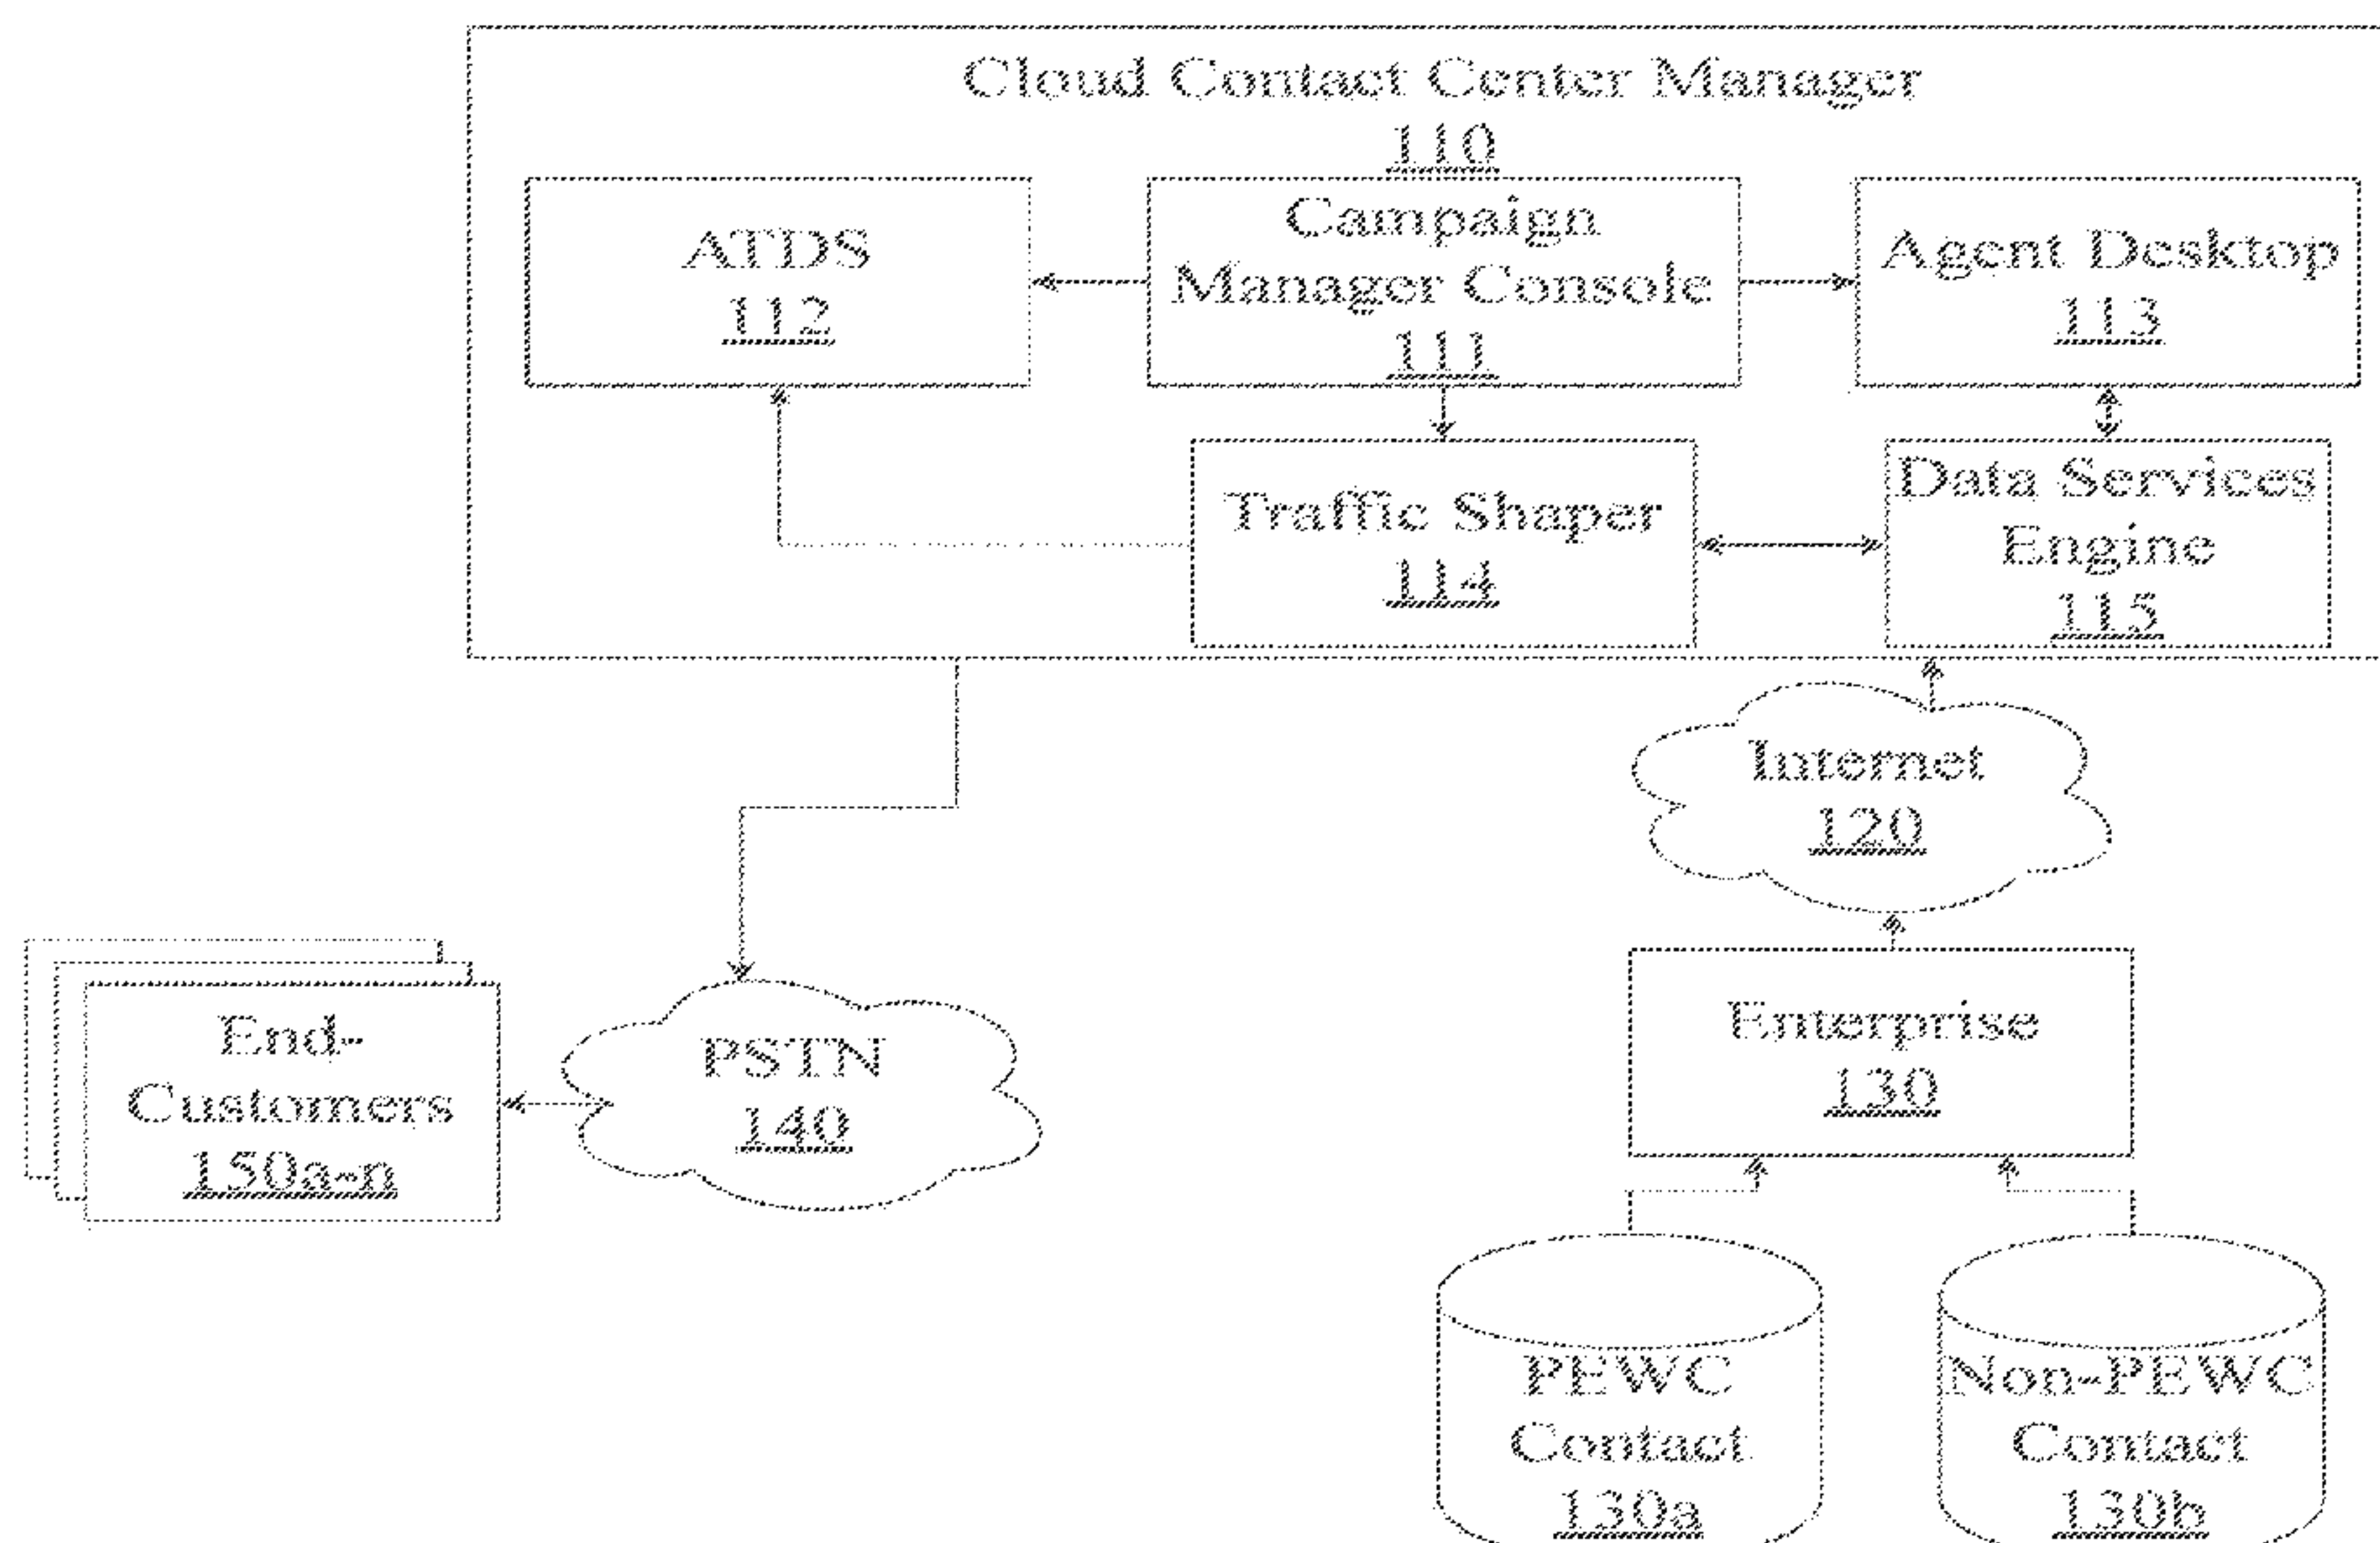 Cloud Contact Center Manager
110
ATDS
112
Campaign
Manager Console
111
Agent Desktop
113
Traffic Shaper
114
Data Services
Engine
115
Internet
120
End-
Customers
150a-n
PSTN
140
Enterprise
130
PEWC
Contact
130a
Non-PEWC
Contact
130b